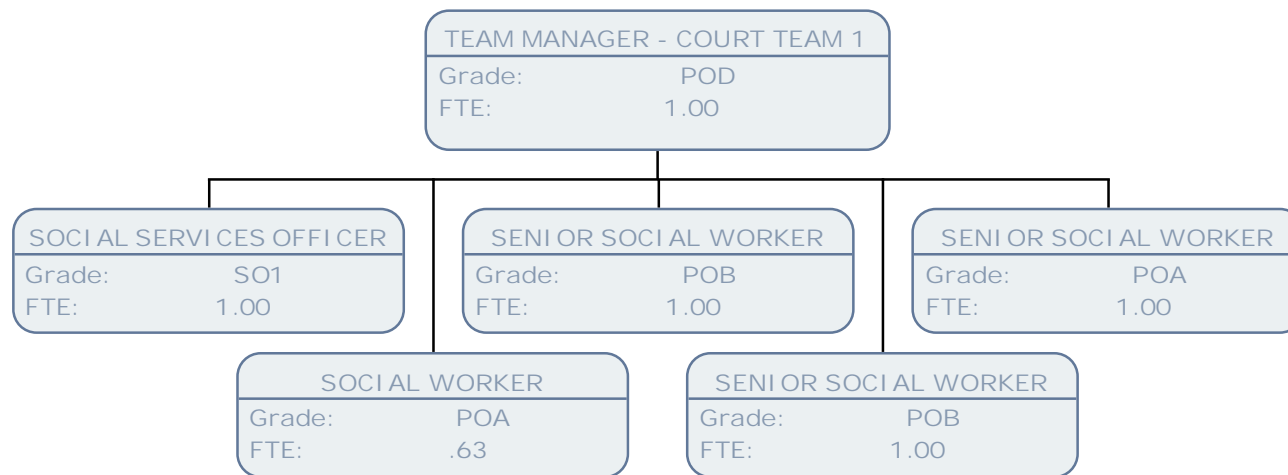 TEAM MANAGER - COURT TEAM 1
Grade: POD
FTE: 1.00
SOCIAL SERVICES OFFICER
Grade: SO1
FTE: 1.00
SENIOR SOCIAL WORKER
Grade: POB
FTE: 1.00
SENIOR SOCIAL WORKER
Grade: POA
FTE: 1.00
SOCIAL WORKER
Grade: POA
FTE: .63
SENIOR SOCIAL WORKER
Grade: POB
FTE: 1.00